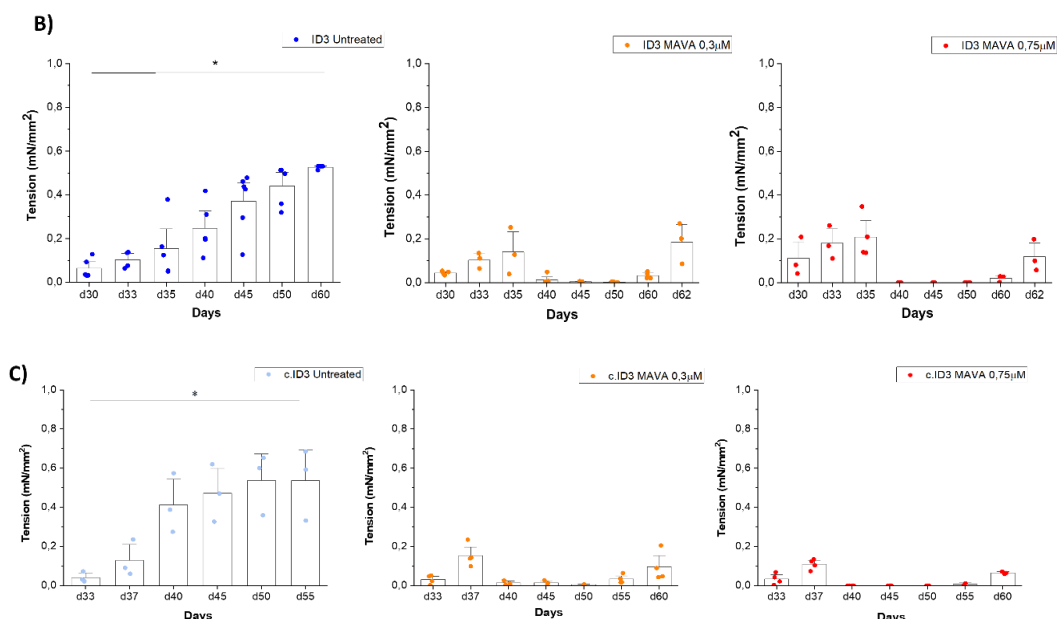 B)
ID3 Untreated
ID3 MAVA 0,3µM
ID3 MAVA 0,75µM
*
1,0
0,8
0,6
0,4
0,2
0,0
Tension (mN/mm²)
d30 d33 d35 d40 d45 d50 d60
Days
1,0
0,8
0,6
0,4
0,2
0,0
Tension (mN/mm²)
d30 d33 d35 d40 d45 d50 d60 d62
Days
1,0
0,8
0,6
0,4
0,2
0,0
Tension (mN/mm²)
d30 d33 d35 d40 d45 d50 d60 d62
Days
C)
c.ID3 Untreated
c.ID3 MAVA 0,3µM
c.ID3 MAVA 0,75µM
*
1,0
0,8
0,6
0,4
0,2
0,0
Tension (mN/mm²)
d33 d37 d40 d45 d50 d55
Days
1,0
0,8
0,6
0,4
0,2
0,0
Tension (mN/mm²)
d33 d37 d40 d45 d50 d55 d60
Days
1,0
0,8
0,6
0,4
0,2
0,0
Tension (mN/mm²)
d33 d37 d40 d45 d50 d55 d60
Days